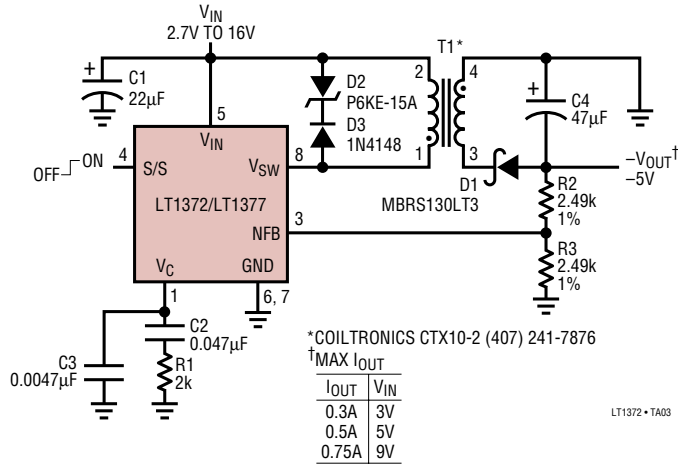 VIN
2.7V TO 16V
+
C1
22µF
5
VIN
OFF
ON
4
S/S
VSW
8
LT1372/LT1377
NFB
3
VC
GND
1
6, 7
D2
P6KE-15A
D3
1N4148
T1*
2
4
1
3
+
C4
47µF
D1
MBRS130LT3
–VOUT†
–5V
R2
2.49k
1%
R3
2.49k
1%
C2
0.047µF
C3
0.0047µF
R1
2k
*COILTRONICS CTX10-2 (407) 241-7876
†MAX IOUT
IOUT VIN
0.3A 3V
0.5A 5V
0.75A 9V
LT1372 • TA03